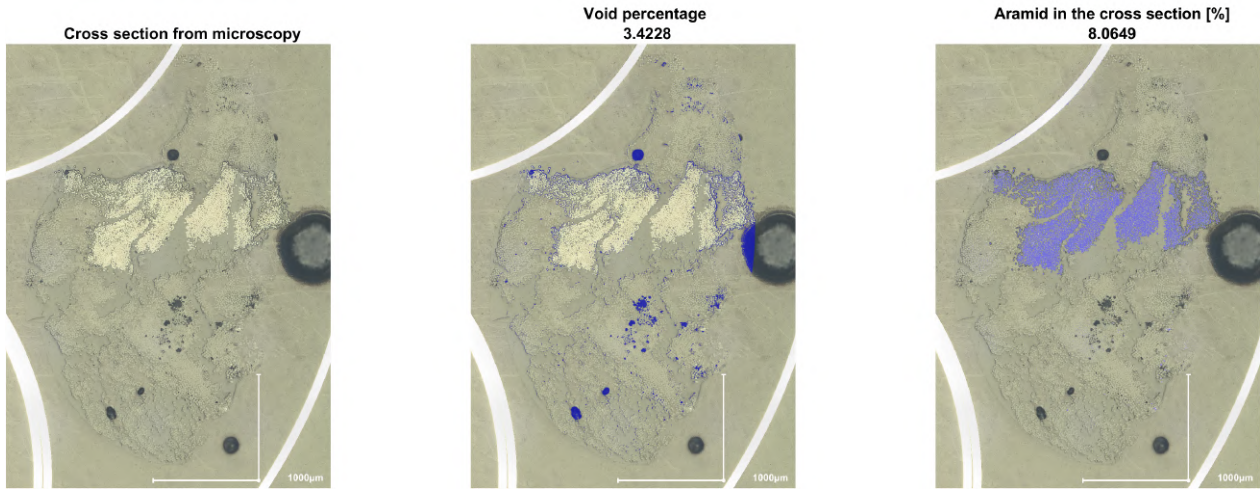 Cross section from microscopy
Void percentage
3.4228
Aramid in the cross section [%]
8.0649
1000µm
1000µm
1000µm